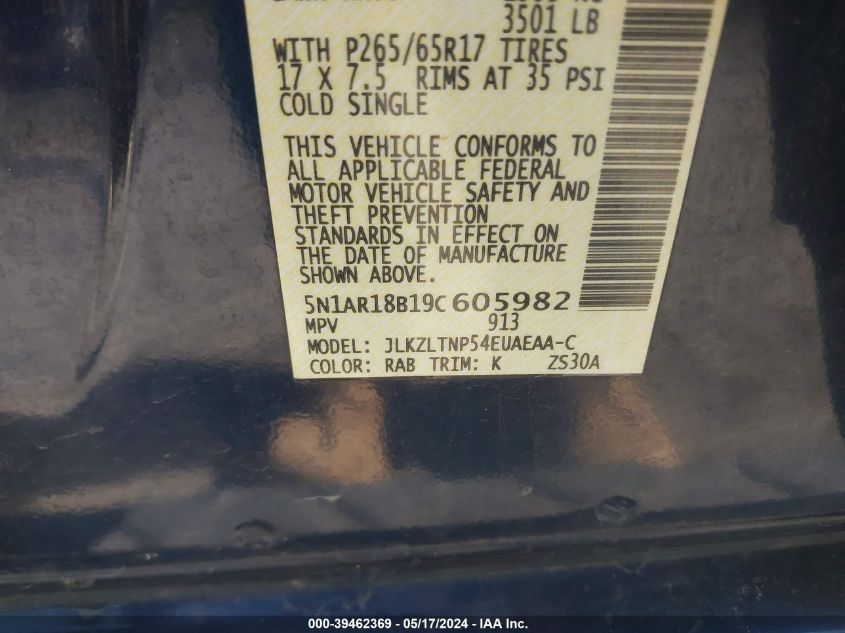 3501 LB
WITH P265/65R17 TIRES
17 X 7.5 RIMS AT 35 PSI
COLD SINGLE
THIS VEHICLE CONFORMS TO
ALL APPLICABLE FEDERAL
MOTOR VEHICLE SAFETY AND
THEFT PREVENTION
STANDARDS IN EFFECT ON
THE DATE OF MANUFACTURE
SHOWN ABOVE.
5N1AR18B19C605982
MPV 913
MODEL: JLKZLTNP54EUAEAA-C
COLOR: RAB TRIM: K ZS30A
000-39462369 - 05/17/2024 - IAA Inc.